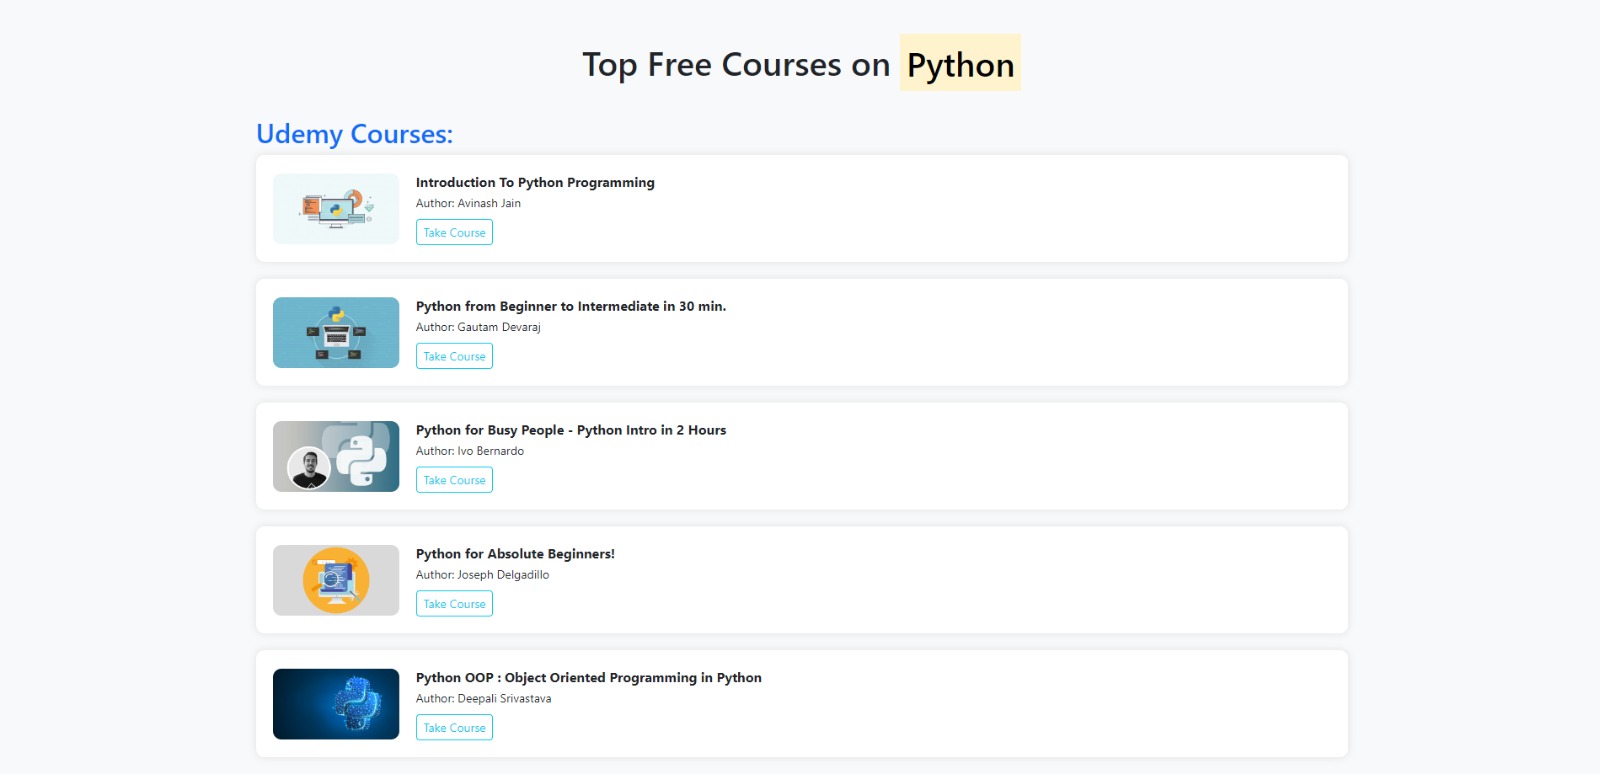 Top Free Courses on Python
Udemy Courses:
Introduction To Python Programming
Author: Avinash Jain
Take Course
Python from Beginner to Intermediate in 30 min.
Author: Gautam Devaraj
Take Course
Python for Busy People - Python Intro in 2 Hours
Author: Ivo Bernardo
Take Course
Python for Absolute Beginners!
Author: Joseph Delgadillo
Take Course
Python OOP : Object Oriented Programming in Python
Author: Deepali Srivastava
Take Course